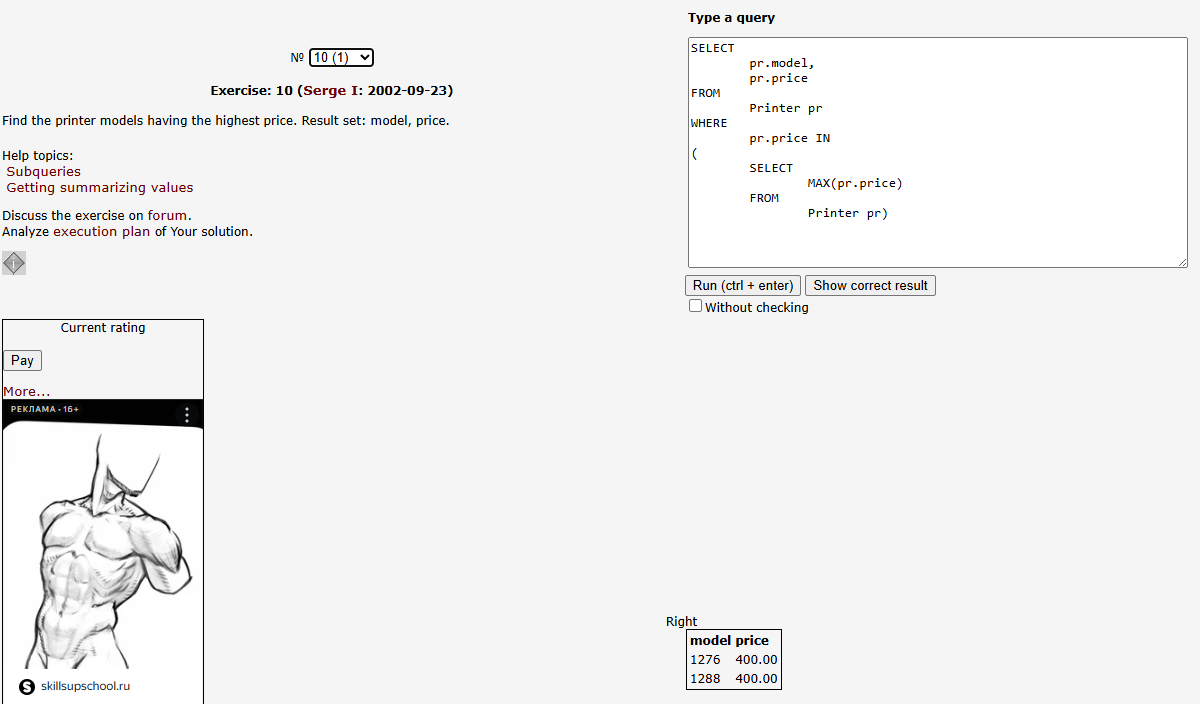 № 10 (1)
Exercise: 10 (Serge I: 2002-09-23)
Find the printer models having the highest price. Result set: model, price.
Help topics:
Subqueries
Getting summarizing values
Discuss the exercise on forum.
Analyze execution plan of Your solution.
Current rating
Pay
More...
РЕКЛАМА • 16+
skillsupschool.ru
Type a query
SELECT
pr.model,
pr.price
FROM
Printer pr
WHERE
pr.price IN
(
SELECT
MAX(pr.price)
FROM
Printer pr)
Run (ctrl + enter) Show correct result
Without checking
Right
model price
1276 400.00
1288 400.00